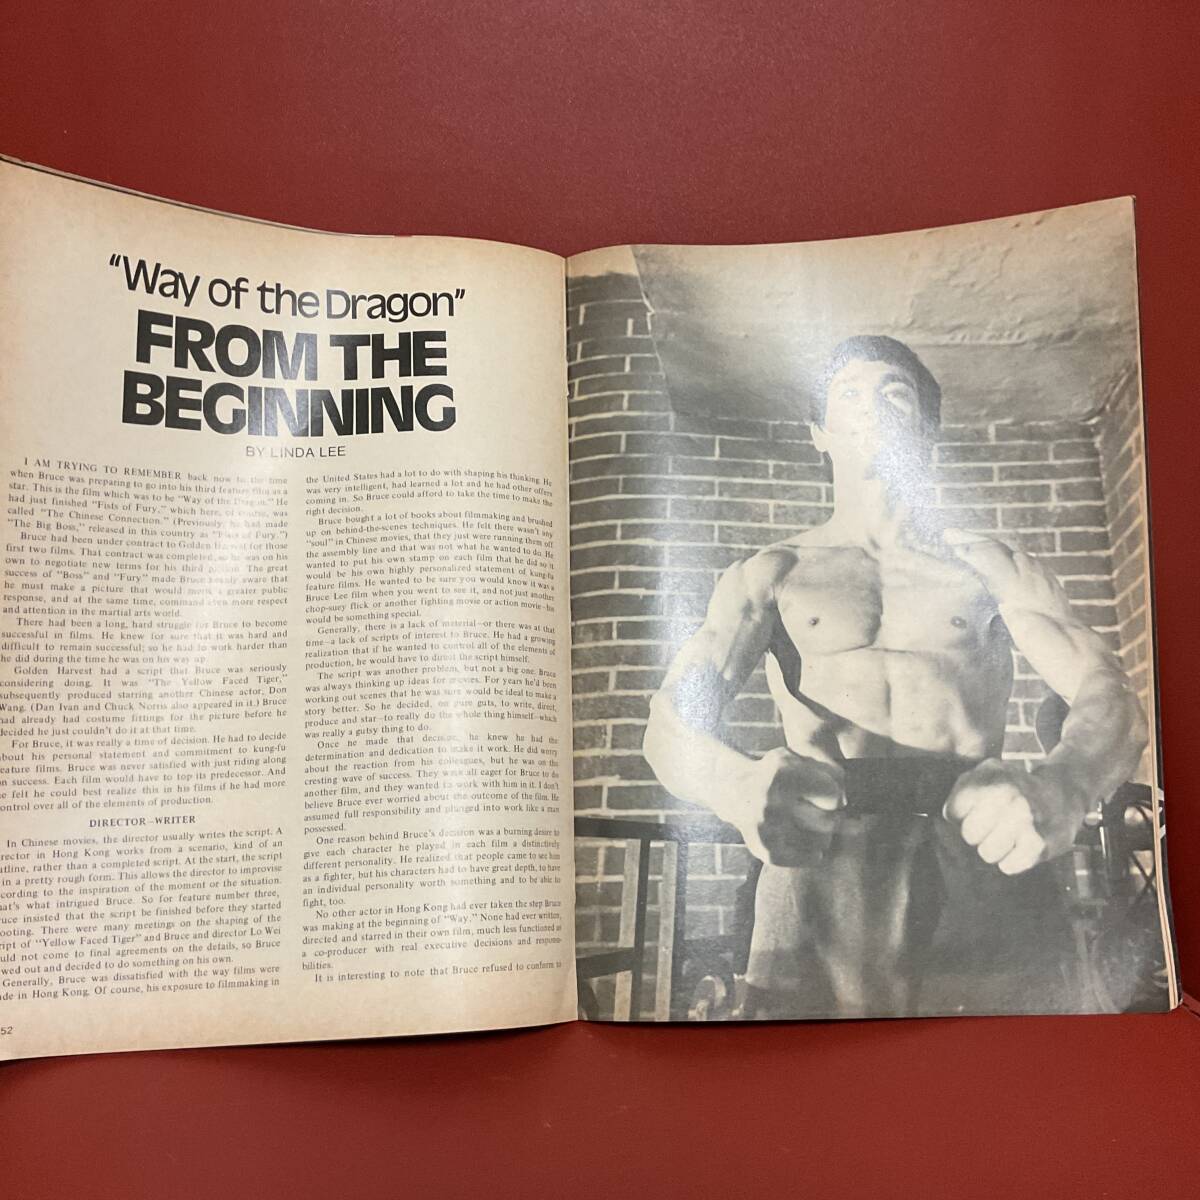 "Way of the Dragon"
FROM THE
BEGINNING
BY LINDA LEE
I AM TRYING TO REMEMBER back now to the time
when Bruce was preparing to go into his third feature film as a
star. This is the film which was to be "Way of the Dragon." He
had just finished "Fists of Fury," which here, of course, was
called "The Chinese Connection." (Previously, he had made
"The Big Boss," released in this country as "Fists of Fury.")
Bruce had been under contract to Golden Harvest for those
first two films. That contract was completed, so he was on his
own to negotiate new terms for his third picture. The great
success of "Boss" and "Fury" made Bruce keenly aware that
he must make a picture that would merit a greater public
response, and at the same time, command even more respect
and attention in the martial arts world.
There had been a long, hard struggle for Bruce to become
successful in films. He knew for sure that it was hard and
difficult to remain successful; so he had to work harder than
he did during the time he was on his way up.
Golden Harvest had a script that Bruce was seriously
considering doing. It was "The Yellow Faced Tiger,"
subsequently produced starring another Chinese actor, Don
Wang. (Dan Ivan and Chuck Norris also appeared in it.) Bruce
had already had costume fittings for the picture before he
decided he just couldn't do it at that time.
For Bruce, it was really a time of decision. He had to decide
about his personal statement and commitment to kung-fu
feature films. Bruce was never satisfied with just riding along
on success. Each film would have to top its predecessor. And
he felt he could best realize this in his films if he had more
control over all of the elements of production.
DIRECTOR-WRITER
In Chinese movies, the director usually writes the script. A
rector in Hong Kong works from a scenario, kind of an
utline, rather than a completed script. At the start, the script
in a pretty rough form. This allows the director to improvise
cording to the inspiration of the moment or the situation.
hat's what intrigued Bruce. So for feature number three,
ruce insisted that the script be finished before they started
ooting. There were many meetings on the shaping of the
ript of "Yellow Faced Tiger" and Bruce and director Lo Wei
uld not come to final agreements on the details, so Bruce
wed out and decided to do something on his own.
Generally, Bruce was dissatisfied with the way films were
ade in Hong Kong. Of course, his exposure to filmmaking in
52
the United States had a lot to do with shaping his thinking. He
was very intelligent, had learned a lot and he had other offers
coming in. So Bruce could afford to take the time to make the
right decision.
Bruce bought a lot of books about filmmaking and brushed
up on behind-the-scenes techniques. He felt there wasn't any
"soul" in Chinese movies, that they just were running them off
the assembly line and that was not what he wanted to do. He
wanted to put his own stamp on each film that he did so it
would be his own highly personalized statement of kung-fu
feature films. He wanted to be sure you would know it was a
Bruce Lee film when you went to see it, and not just another
chop-suey flick or another fighting movie or action movie-his
would be something special.
Generally, there is a lack of material-or there was at that
time-a lack of scripts of interest to Bruce. He had a growing
realization that if we wanted to control all of the elements of
production, he would have to direct the script himself.
The script was another problem, but not a big one. Bruce
was always thinking up ideas for movies. For years he'd been
working out scenes that he was sure would be ideal to make a
story better. So he decided, on pure guts, to write, direct,
produce and star-to really do the whole thing himself-which
was really a gutsy thing to do.
Once he made that decision, he knew he had the
determination and dedication to make it work. He did worry
about the reaction from his colleagues, but he was on the
cresting wave of success. They were all eager for Bruce to do
another film, and they wanted to work with him in it. I don't
believe Bruce ever worried about the outcome of the film. He
assumed full responsibility and plunged into work like a man
possessed.
One reason behind Bruce's decision was a burning desire to
give each character he played in each film a distinctively
different personality. He realized that people came to see him
as a fighter, but his characters had to have great depth, to have
an individual personality worth something and to be able to
fight, too.
No other actor in Hong Kong had ever taken the step Bruce
was making at the beginning of "Way." None had ever written,
directed and starred in their own film, much less functioned as
a co-producer with real executive decisions and responsi-
bilities.
It is interesting to note that Bruce refused to conform to